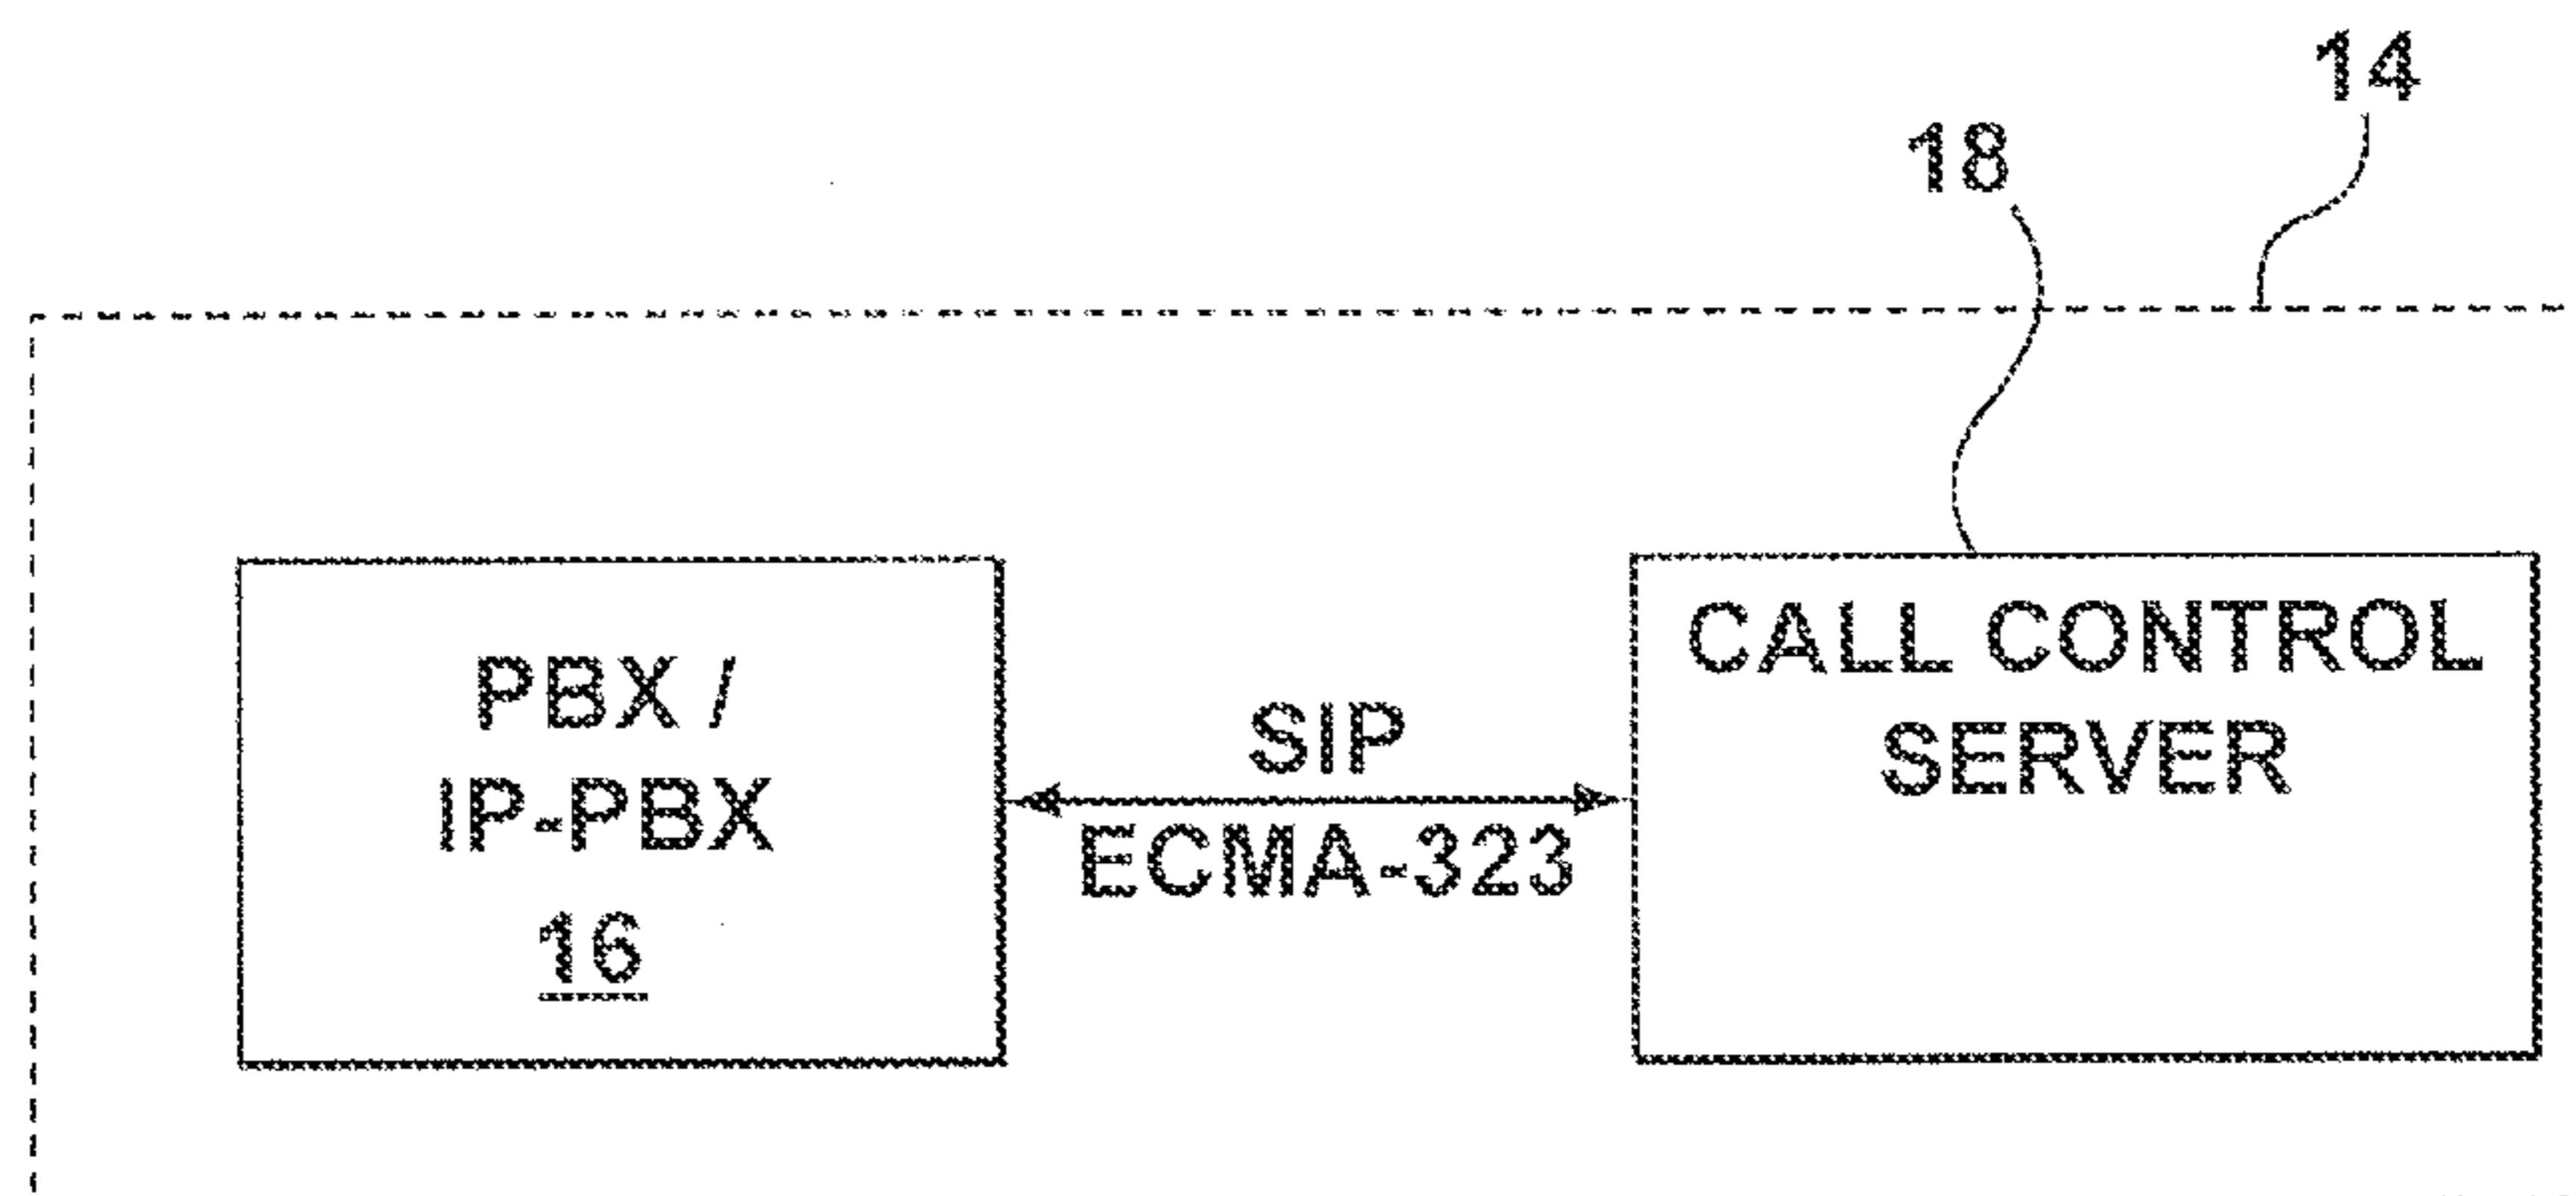 14
18
PBX /
IP-PBX
16
SIP
ECMA-323
CALL CONTROL
SERVER